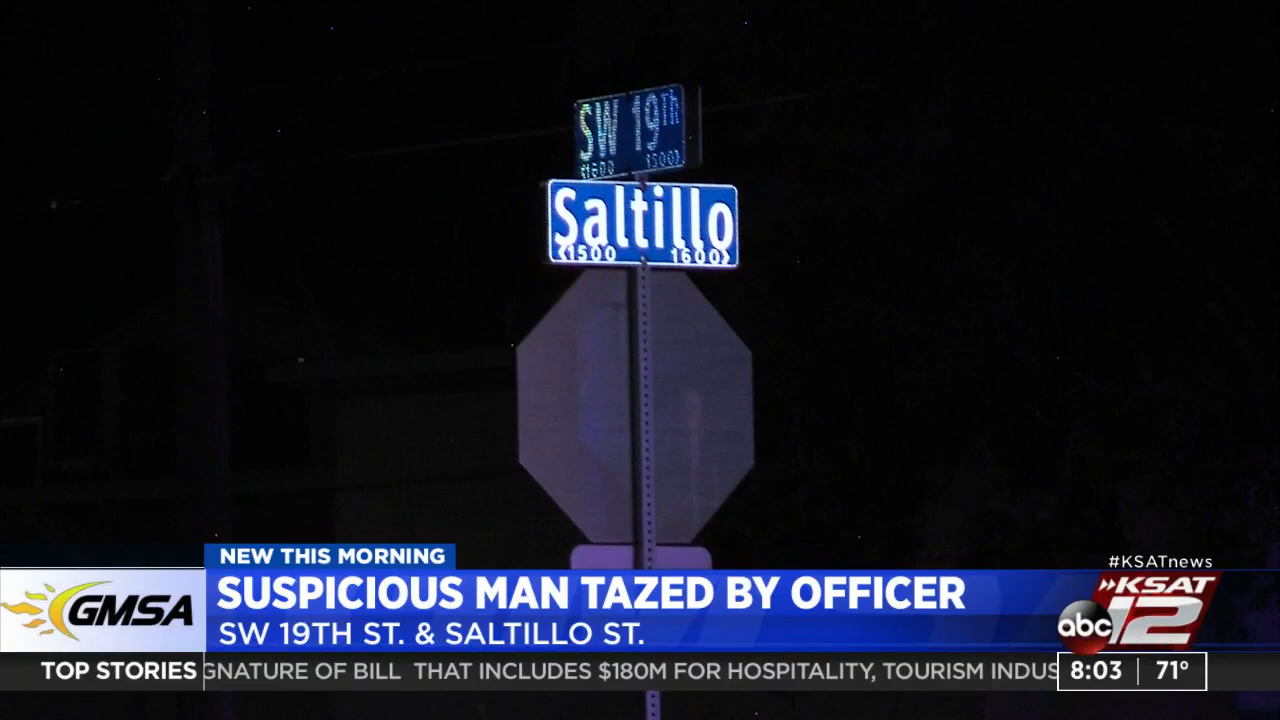 SW 19TH
‹1600 1500›
Saltillo
‹1500 1600›
#KSATnews
NEW THIS MORNING
GMSA
SUSPICIOUS MAN TAZED BY OFFICER
SW 19TH ST. & SALTILLO ST.
KSAT
abc 12
TOP STORIES GNATURE OF BILL THAT INCLUDES $180M FOR HOSPITALITY, TOURISM INDUS
8:03 71°